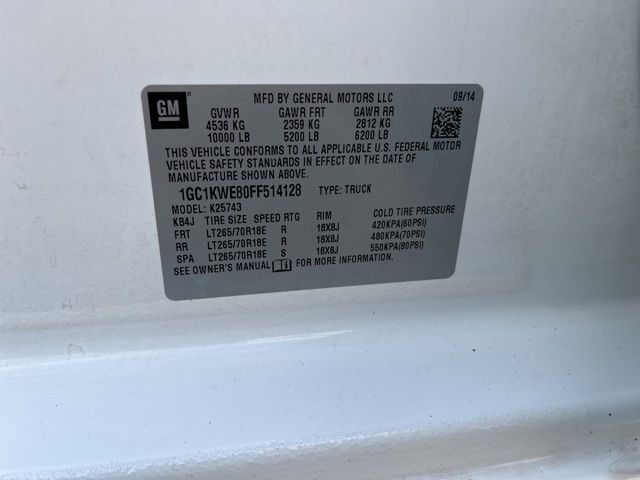 GM
MFD BY GENERAL MOTORS LLC 09/14
GVWR GAWR FRT GAWR RR
4536 KG 2359 KG 2812 KG
10000 LB 5200 LB 6200 LB
THIS VEHICLE CONFORMS TO ALL APPLICABLE U.S. FEDERAL MOTOR
VEHICLE SAFETY STANDARDS IN EFFECT ON THE DATE OF
MANUFACTURE SHOWN ABOVE.
1GC1KWE80FF514128 TYPE: TRUCK
MODEL: K25743
KB4J TIRE SIZE SPEED RTG RIM COLD TIRE PRESSURE
FRT LT265/70R18E R 18X8J 420KPA(60PSI)
RR LT265/70R18E R 18X8J 480KPA(70PSI)
SPA LT265/70R18E S 18X8J 550KPA(80PSI)
SEE OWNER'S MANUAL FOR MORE INFORMATION.